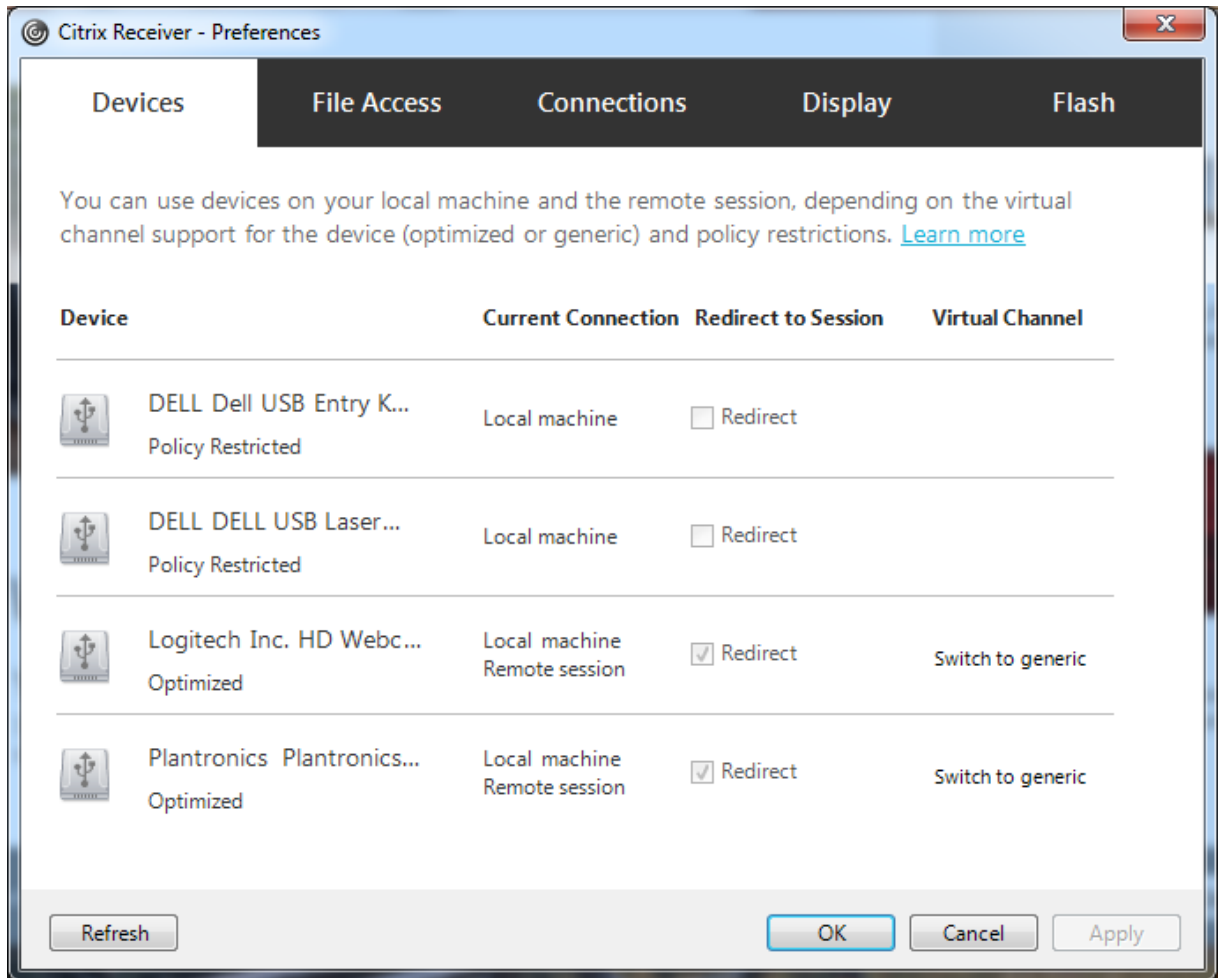 Citrix Receiver - Preferences
Devices File Access Connections Display Flash
You can use devices on your local machine and the remote session, depending on the virtual
channel support for the device (optimized or generic) and policy restrictions. Learn more
Device Current Connection Redirect to Session Virtual Channel
DELL Dell USB Entry K...
Policy Restricted
Local machine
Redirect
DELL DELL USB Laser...
Policy Restricted
Local machine
Redirect
Logitech Inc. HD Webc...
Optimized
Local machine
Remote session
Redirect
Switch to generic
Plantronics Plantronics...
Optimized
Local machine
Remote session
Redirect
Switch to generic
Refresh OK Cancel Apply